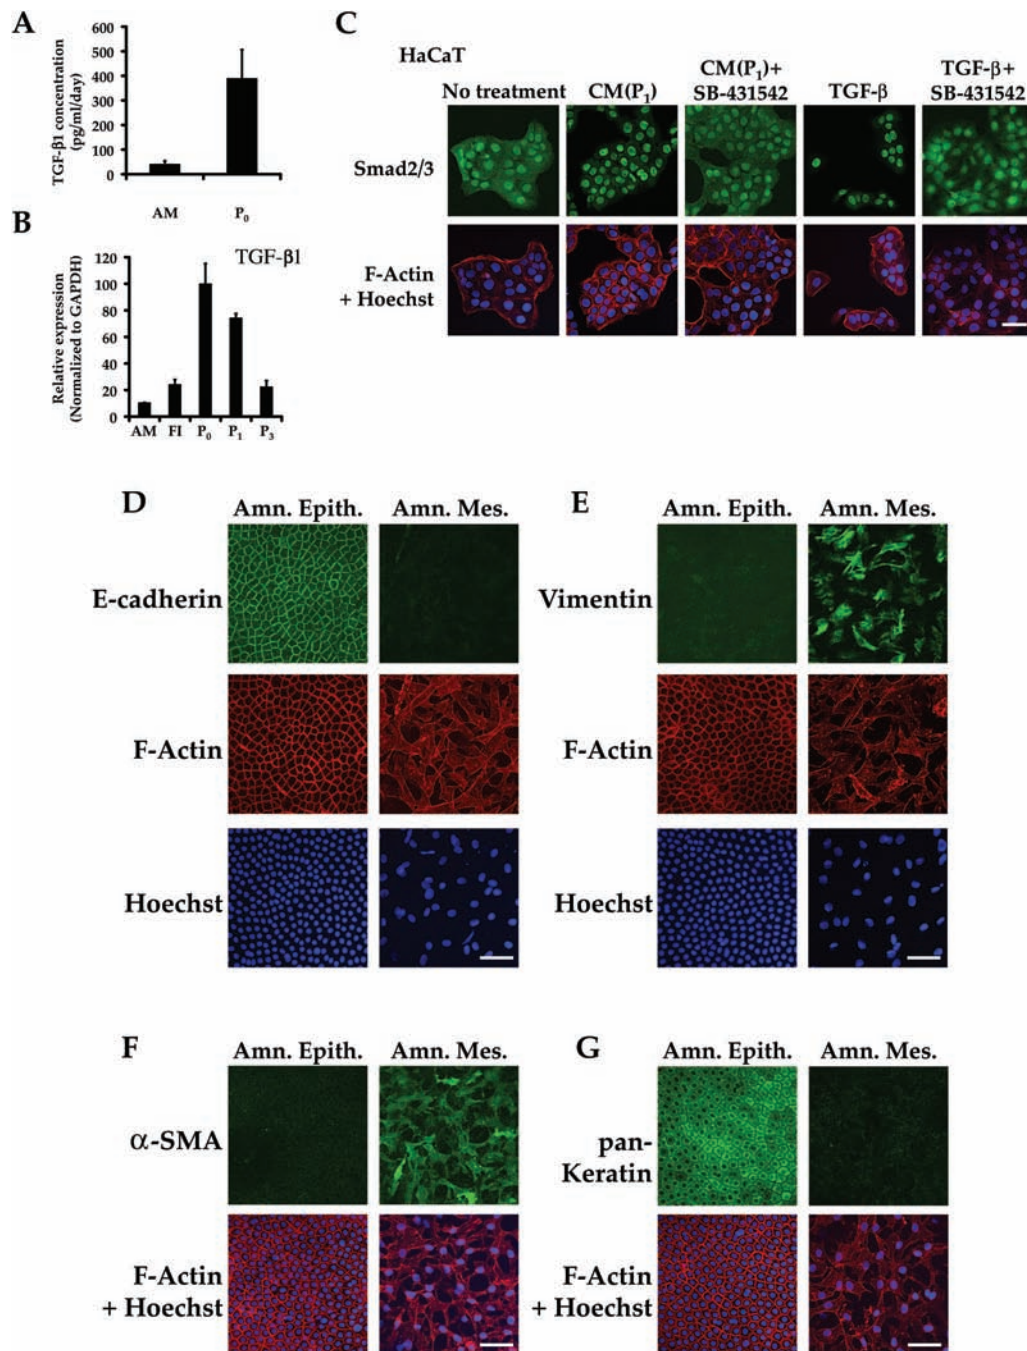 A
TGF-β1 concentration
(pg/ml/day)
600
500
400
300
200
100
0
AM P₀
B
TGF-β1
Relative expression
(Normalized to GAPDH)
120
100
80
60
40
20
0
AM FI P₀ P₁ P₃
C
HaCaT
No treatment CM(P₁) CM(P₁)+ SB-431542 TGF-β TGF-β+ SB-431542
Smad2/3
F-Actin
+ Hoechst
D
Amn. Epith. Amn. Mes.
E-cadherin
F-Actin
Hoechst
E
Amn. Epith. Amn. Mes.
Vimentin
F-Actin
Hoechst
F
Amn. Epith. Amn. Mes.
α-SMA
F-Actin
+ Hoechst
G
Amn. Epith. Amn. Mes.
pan-
Keratin
F-Actin
+ Hoechst